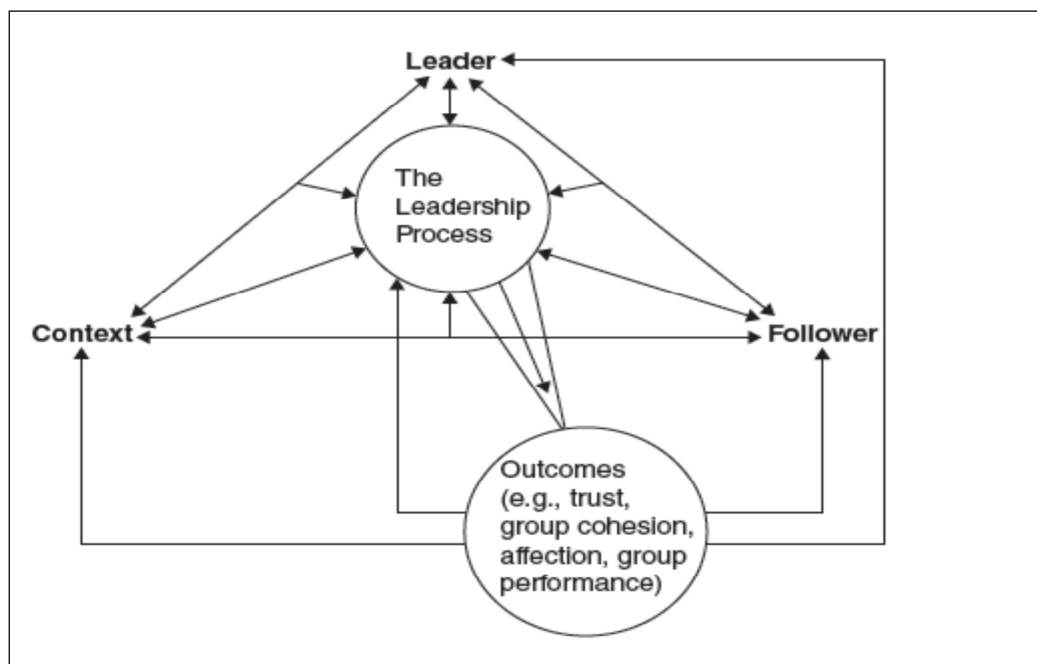 Leader
The
Leadership
Process
Context
Follower
Outcomes
(e.g., trust,
group cohesion,
affection, group
performance)